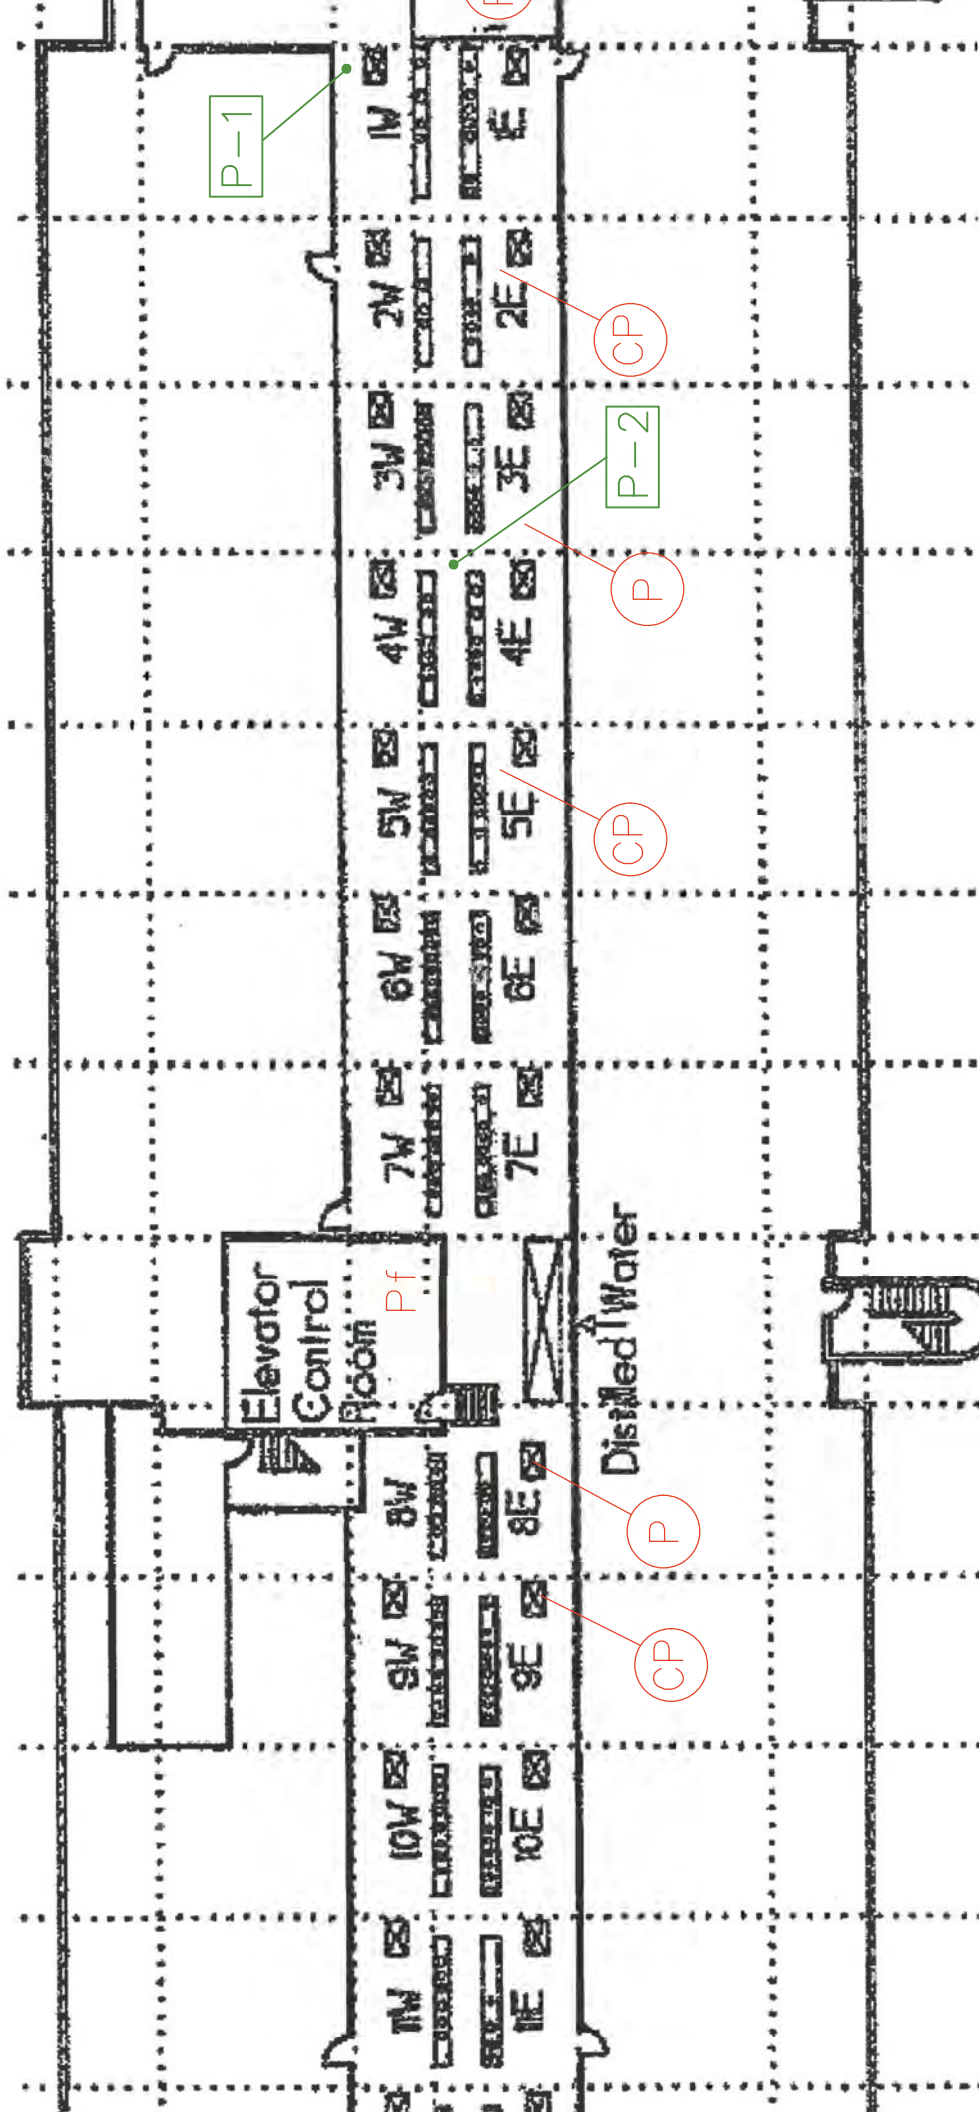 P-1
1W
1E
2W
2E
CP
3W
3E
P-2
P
4W
4E
5W
5E
CP
6W
6E
7W
7E
Elevator
Control
Room
Pf
Distilled Water
8W
8E
P
9W
9E
CP
10W
10E
11W
11E